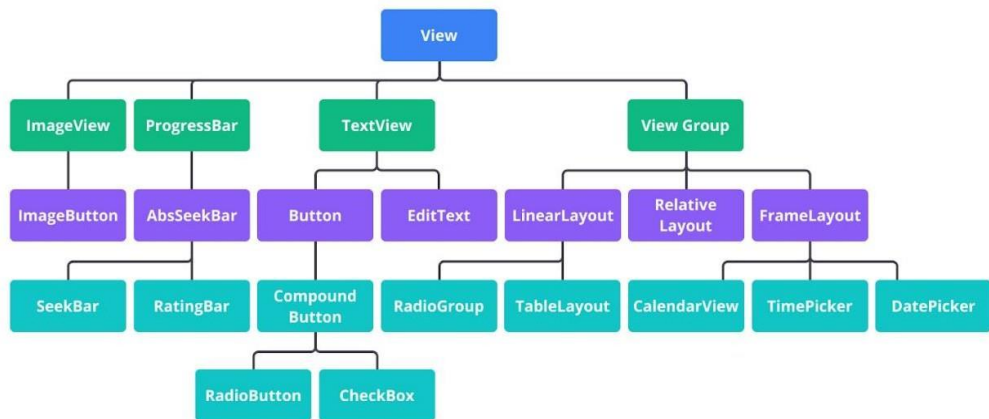 View
ImageView
ProgressBar
TextView
View Group
ImageButton
AbsSeekBar
Button
EditText
LinearLayout
Relative
Layout
FrameLayout
SeekBar
RatingBar
Compound
Button
RadioGroup
TableLayout
CalendarView
TimePicker
DatePicker
RadioButton
CheckBox